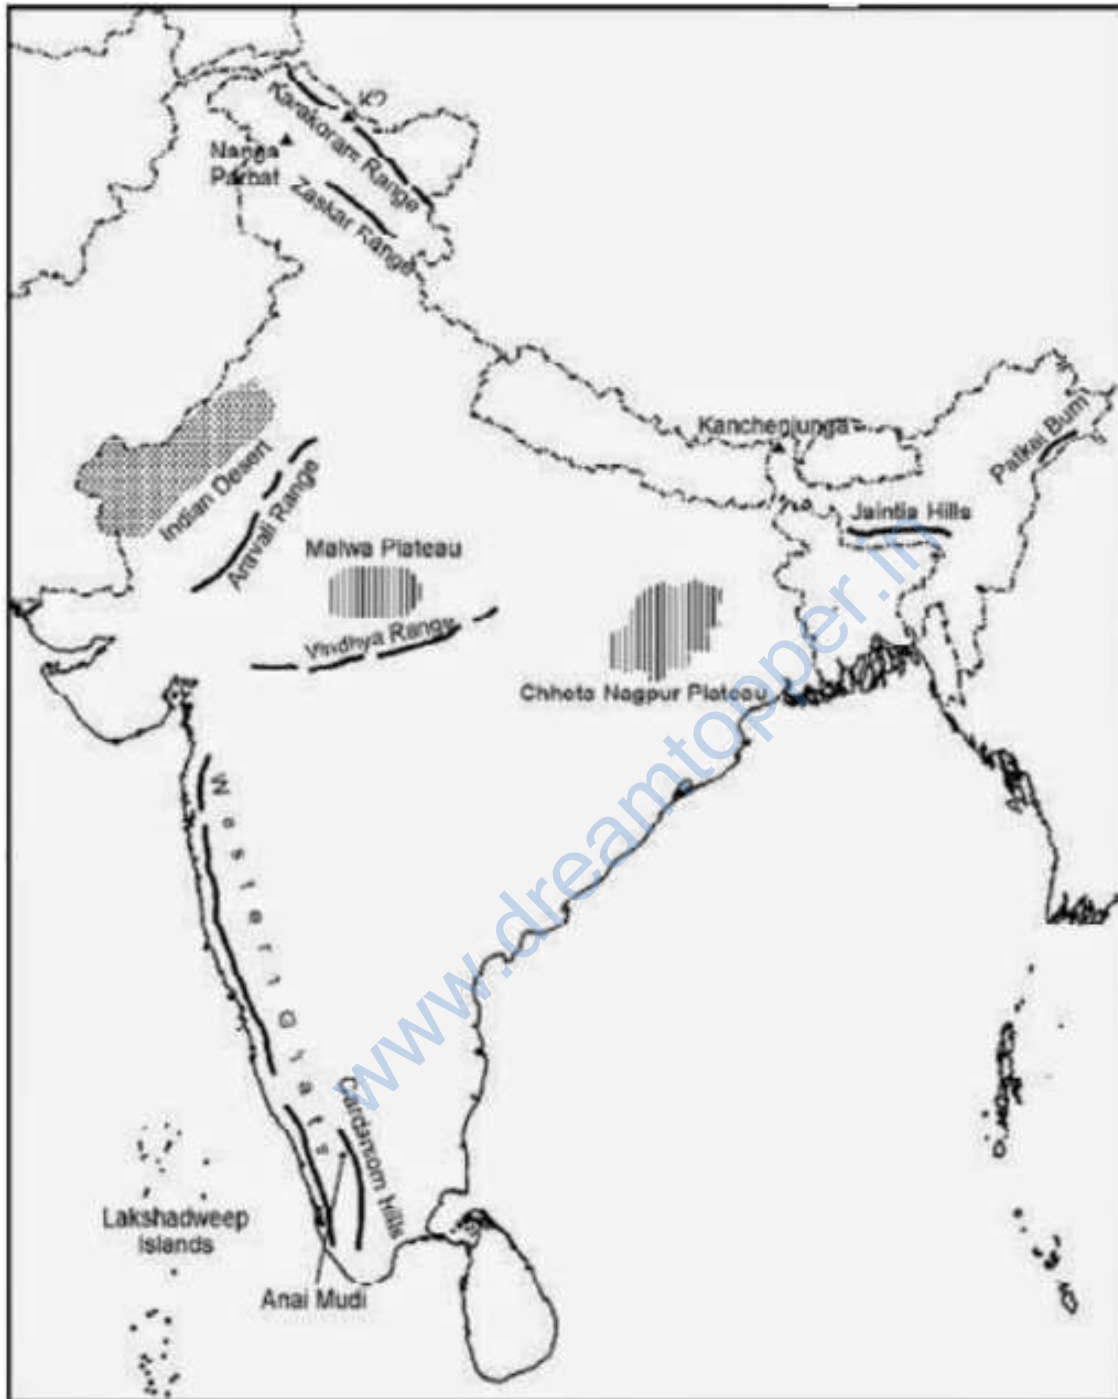 Karakoram Range
Nanga
Parbat
Zaskar Range
Kanchenjunga
Patkai Bum
Jaintia Hills
Indian Desert
Aravali Range
Malwa Plateau
Vindhya Range
Chhota Nagpur Plateau
Western Ghats
Cardamom Hills
Lakshadweep
Islands
Anai Mudi
www.dreamtopper.in